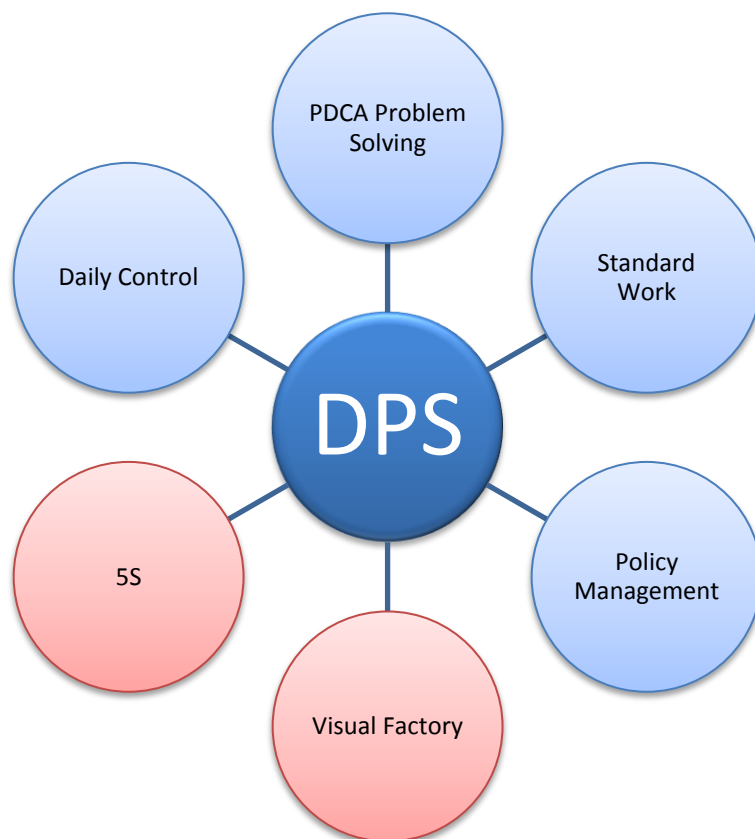 PDCA Problem
Solving
Daily Control
Standard
Work
DPS
5S
Policy
Management
Visual Factory